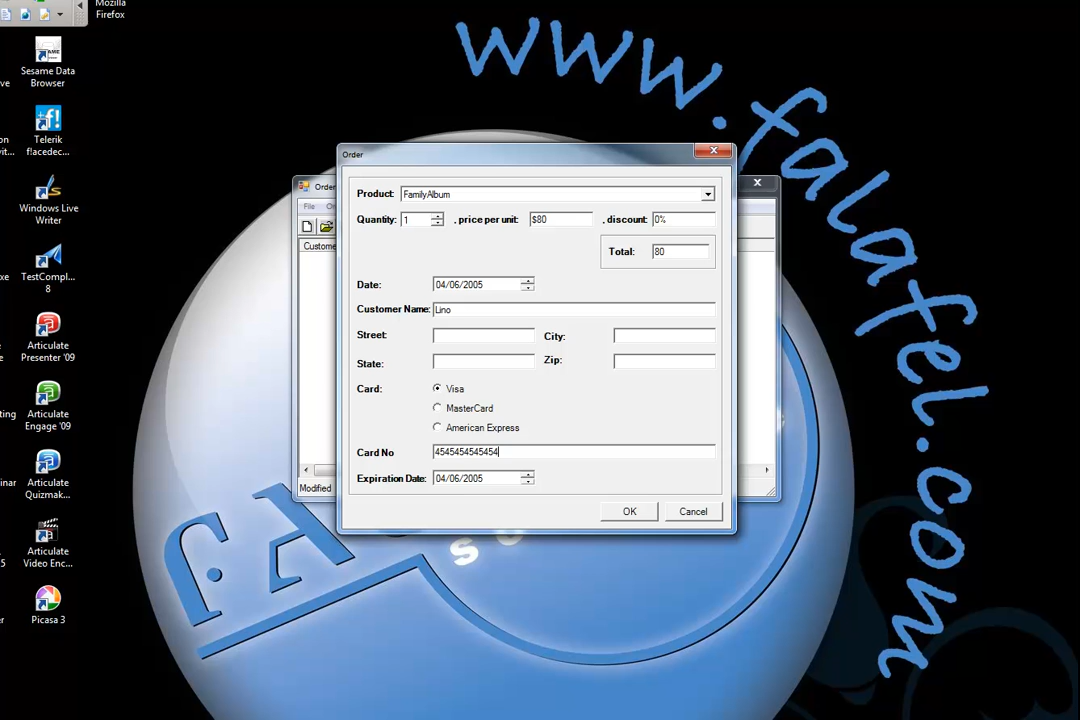 Mozilla
Firefox
Sesame Data
Browser
Telerik
f!acedec...
Windows Live
Writer
TestCompl...
8
Articulate
Presenter '09
Articulate
Engage '09
Articulate
Quizmak...
Articulate
Video Enc...
Picasa 3
www.falafel.com
Order
File
Custome
Modified
Order
Product: FamilyAlbum
Quantity: 1 , price per unit: $80 , discount: 0%
Total: 80
Date: 04/06/2005
Customer Name: Lino
Street: City:
State: Zip:
Card: Visa
MasterCard
American Express
Card No 4545454545454
Expiration Date: 04/06/2005
OK Cancel